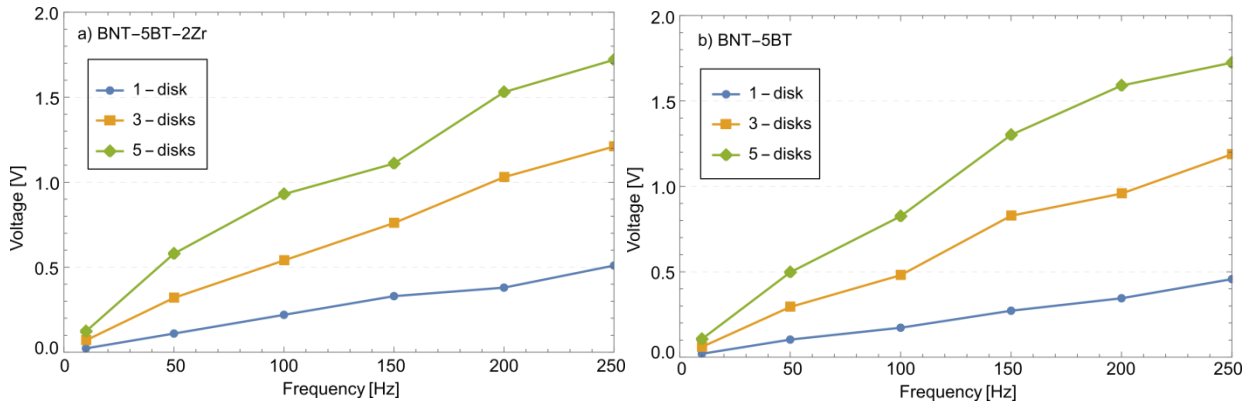 a) BNT−5BT−2Zr
1 – disk
3 – disks
5 – disks
2.0
1.5
1.0
0.5
0.0
Voltage [V]
0 50 100 150 200 250
Frequency [Hz]
b) BNT−5BT
1 – disk
3 – disks
5 – disks
2.0
1.5
1.0
0.5
0.0
Voltage [V]
0 50 100 150 200 250
Frequency [Hz]